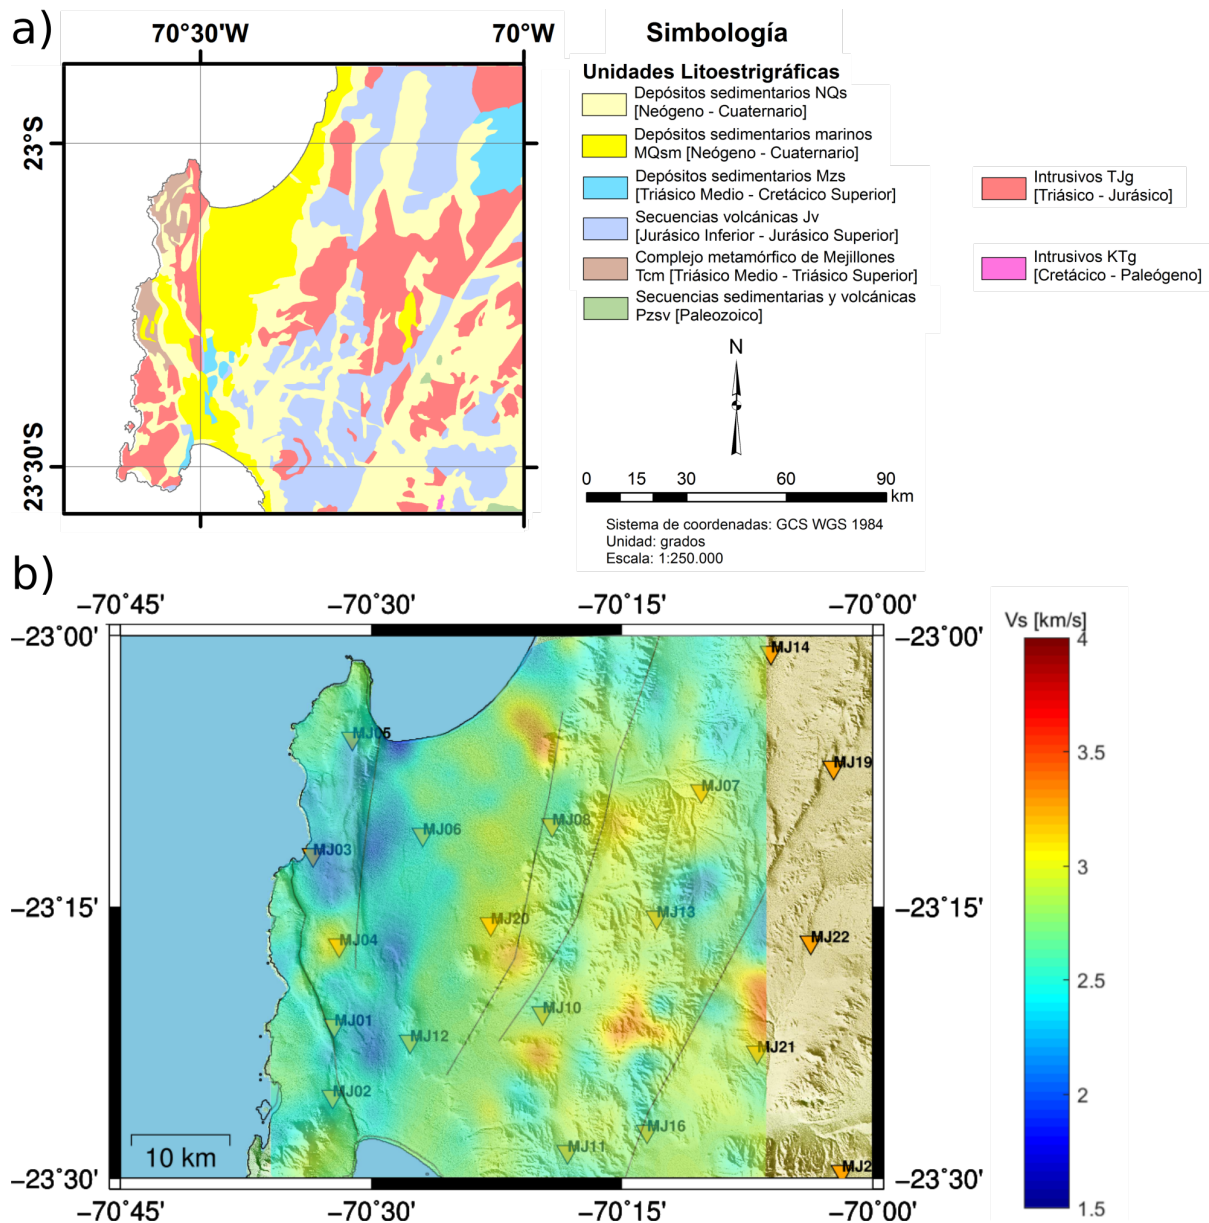 a)
70°30'W 70°W
23°S
23°30'S
Simbología
Unidades Litoestrigráficas
Depósitos sedimentarios NQs
[Neógeno - Cuaternario]
Depósitos sedimentarios marinos
MQsm [Neógeno - Cuaternario]
Depósitos sedimentarios Mzs
[Triásico Medio - Cretácico Superior]
Secuencias volcánicas Jv
[Jurásico Inferior - Jurásico Superior]
Complejo metamórfico de Mejillones
Tcm [Triásico Medio - Triásico Superior]
Secuencias sedimentarias y volcánicas
Pzsv [Paleozoico]
Intrusivos TJg
[Triásico - Jurásico]
Intrusivos KTg
[Cretácico - Paleógeno]
N
0 15 30 60 90
km
Sistema de coordenadas: GCS WGS 1984
Unidad: grados
Escala: 1:250.000
b)
−70°45' −70°30' −70°15' −70°00'
−23°00' −23°00'
MJ14
MJ05
MJ19
MJ07
MJ08
MJ06
MJ03
−23°15' −23°15'
MJ20
MJ13
MJ04
MJ22
MJ10
MJ01
MJ12
MJ21
MJ02
MJ16
MJ11
MJ2
10 km
−23°30' −23°30'
−70°45' −70°30' −70°15' −70°00'
Vs [km/s]
4
3.5
3
2.5
2
1.5